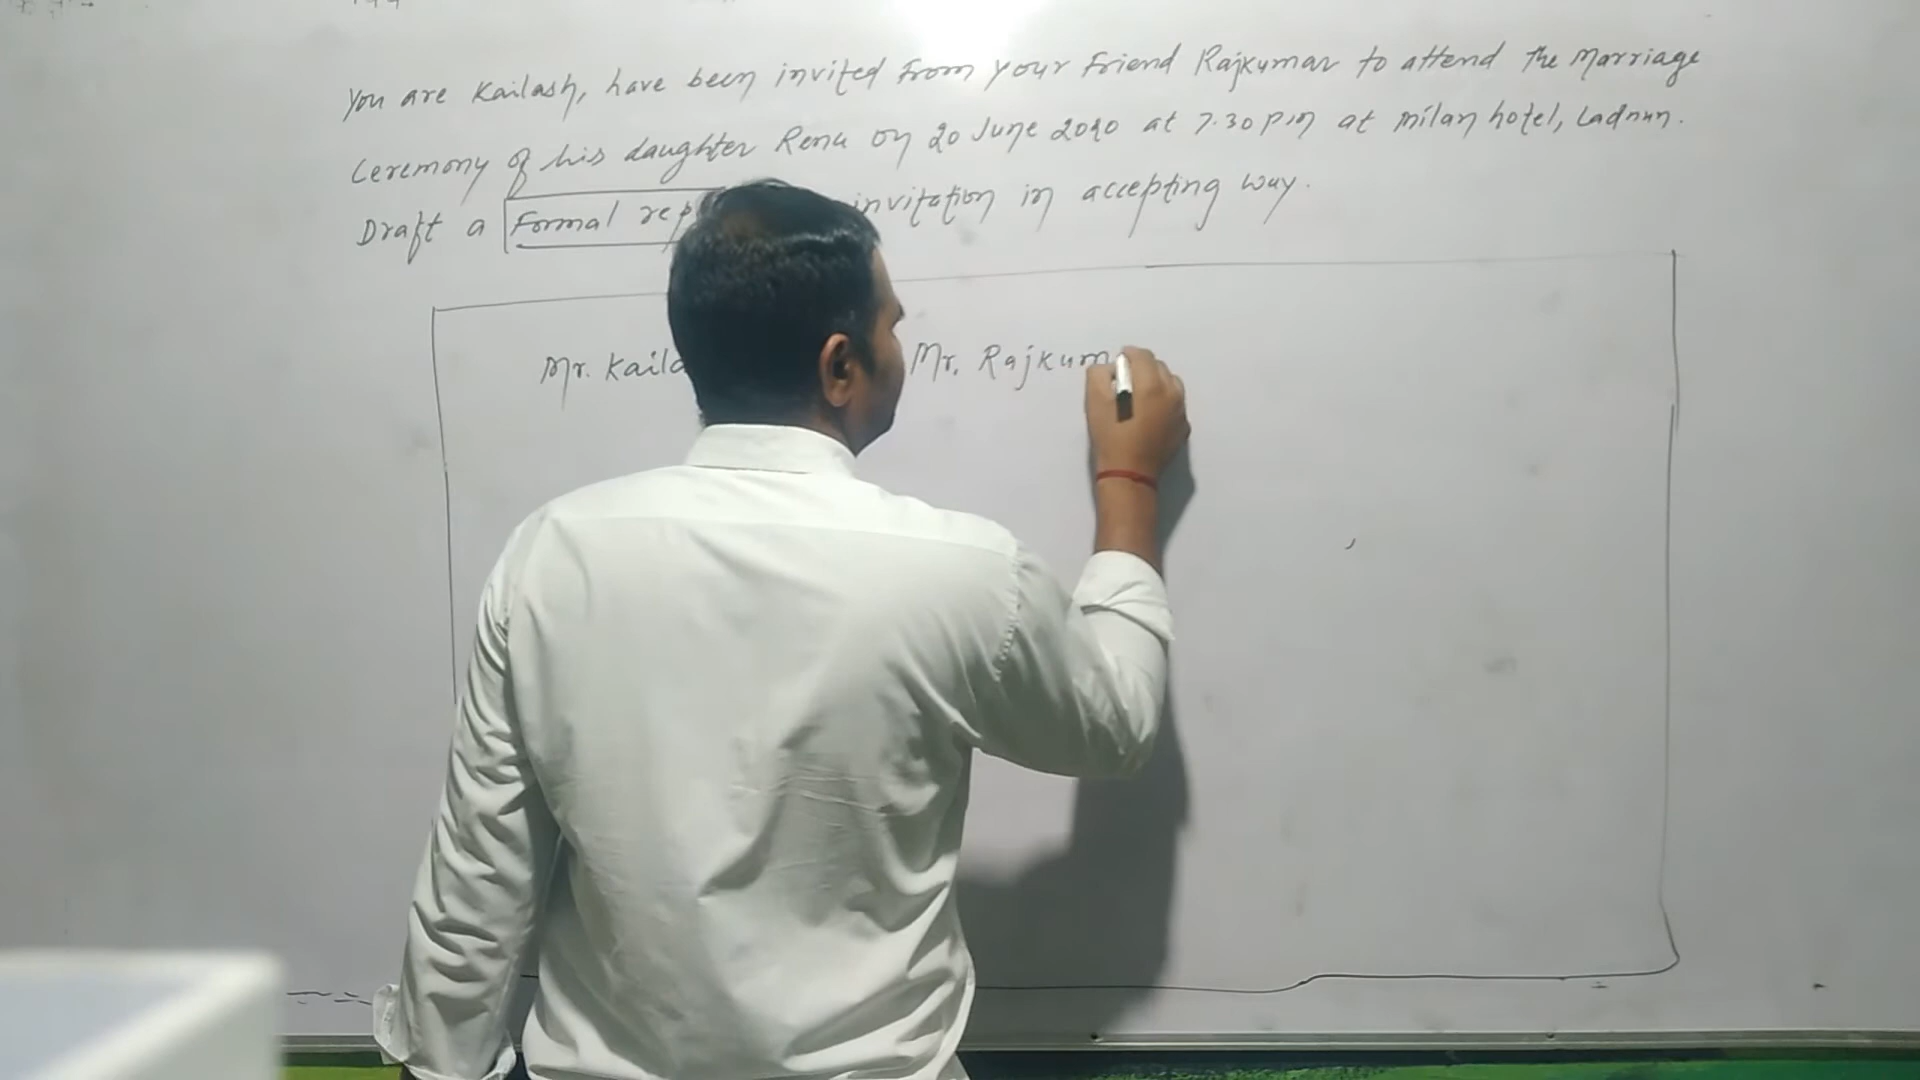 You are Kailash, have been invited from your friend Rajkumar to attend the Marriage
Ceremony of his daughter Renu on 20 June 2020 at 7.30 pm at milan hotel, Ladnun.
Draft a Formal rep invitation in accepting way.
Mr. Kaila Mr. Rajkum